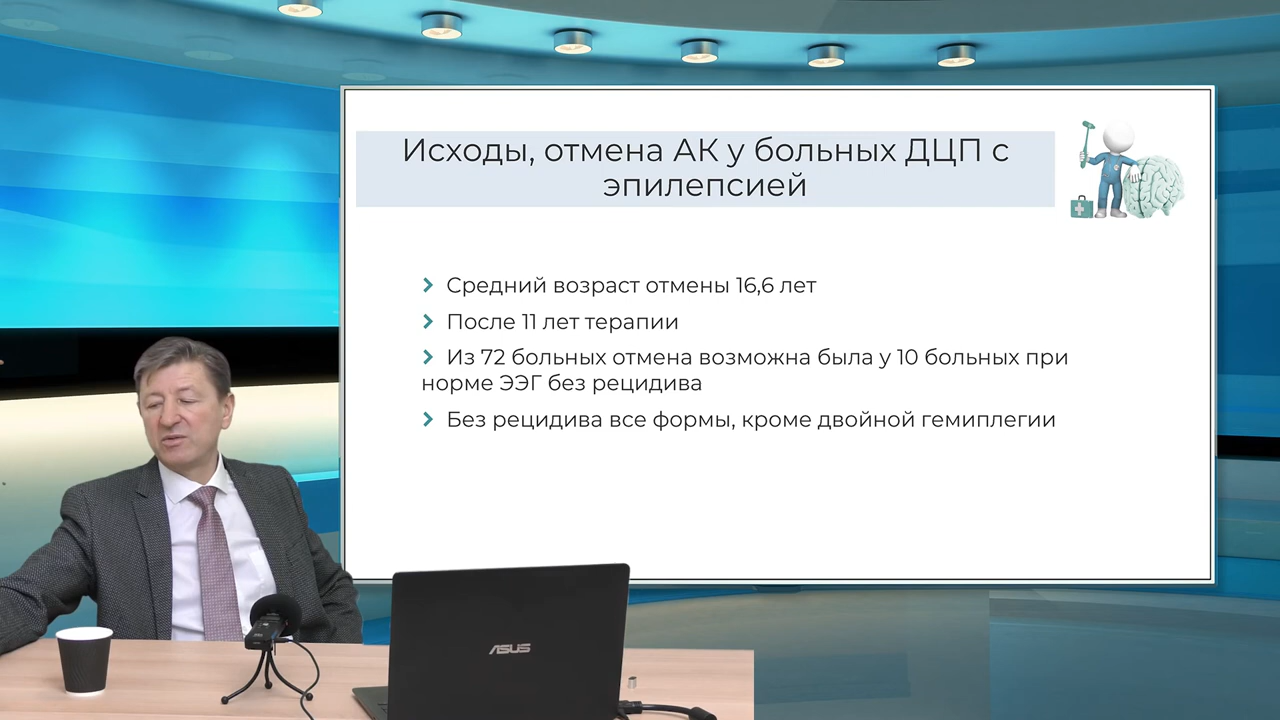 Исходы, отмена АК у больных ДЦП с
эпилепсией
Средний возраст отмены 16,6 лет
После 11 лет терапии
Из 72 больных отмена возможна была у 10 больных при
норме ЭЭГ без рецидива
Без рецидива все формы, кроме двойной гемиплегии
ASUS